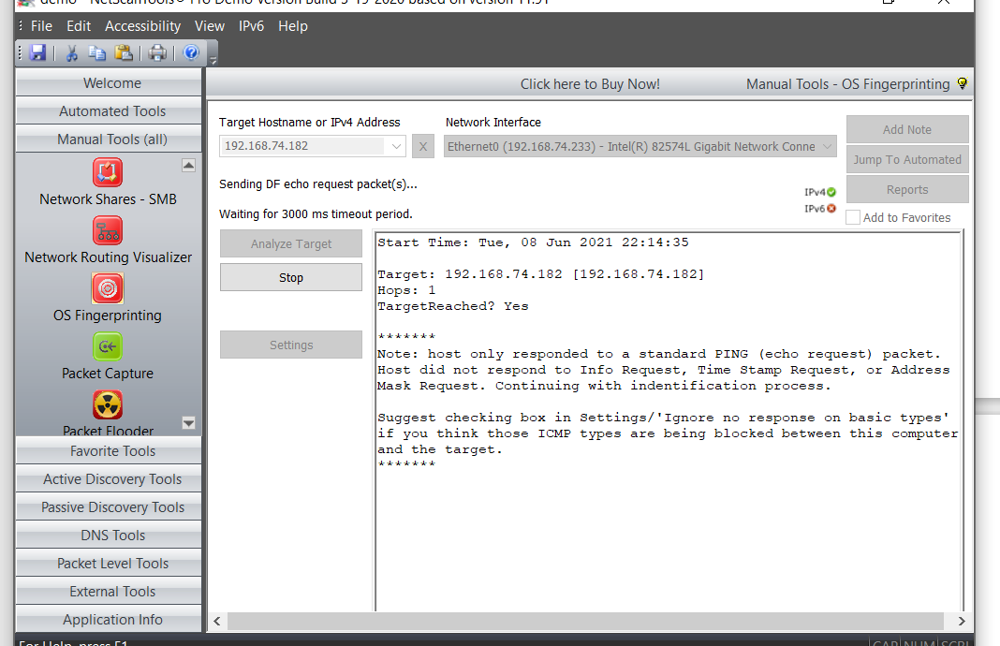 demo - NetScanTools® Pro Demo Version Build 3-19-2020 based on version 11.91
File Edit Accessibility View IPv6 Help
Welcome
Automated Tools
Manual Tools (all)
Network Shares - SMB
Network Routing Visualizer
OS Fingerprinting
Packet Capture
Packet Flooder
Favorite Tools
Active Discovery Tools
Passive Discovery Tools
DNS Tools
Packet Level Tools
External Tools
Application Info
Click here to Buy Now! Manual Tools - OS Fingerprinting
Target Hostname or IPv4 Address
192.168.74.182
X
Network Interface
Ethernet0 (192.168.74.233) - Intel(R) 82574L Gigabit Network Conne
Add Note
Jump To Automated
Reports
Add to Favorites
IPv4
IPv6
Sending DF echo request packet(s)...
Waiting for 3000 ms timeout period.
Analyze Target
Stop
Settings
Start Time: Tue, 08 Jun 2021 22:14:35
Target: 192.168.74.182 [192.168.74.182]
Hops: 1
TargetReached? Yes
*******
Note: host only responded to a standard PING (echo request) packet.
Host did not respond to Info Request, Time Stamp Request, or Address
Mask Request. Continuing with indentification process.
Suggest checking box in Settings/'Ignore no response on basic types'
if you think those ICMP types are being blocked between this computer
and the target.
*******
For Help, press F1
CAP NUM SCRL